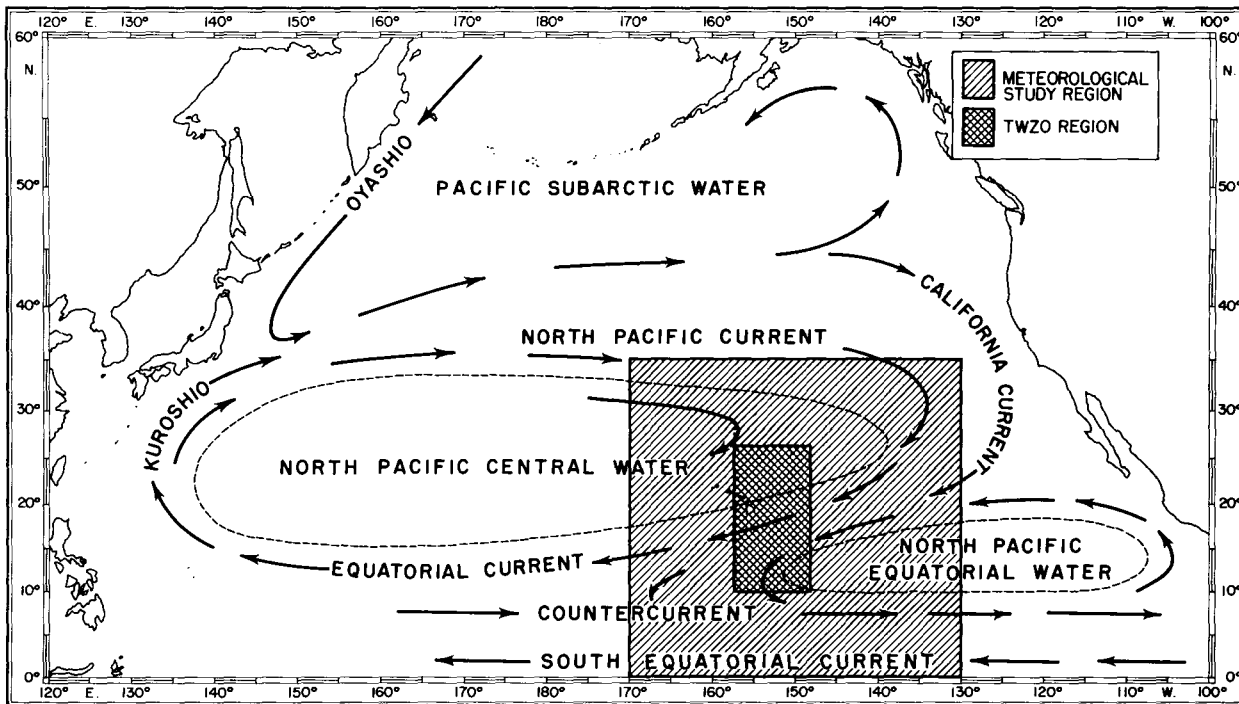 120° E. 130° 140° 150° 160° 170° 180° 170° 160° 150° 140° 130° 120° 110° W. 100°
60° 60°
N. N.
METEOROLOGICAL
STUDY REGION
TWZO REGION
OYASHIO
50° 50°
PACIFIC SUBARCTIC WATER
40° 40°
CALIFORNIA CURRENT
NORTH PACIFIC CURRENT
KUROSHIO
30° 30°
NORTH PACIFIC CENTRAL WATER
20° 20°
NORTH PACIFIC
EQUATORIAL WATER
EQUATORIAL CURRENT
10° 10°
COUNTERCURRENT
SOUTH EQUATORIAL CURRENT
0° 0°
120° E. 130° 140° 150° 160° 170° 180° 170° 160° 150° 140° 130° 120° 110° W. 100°